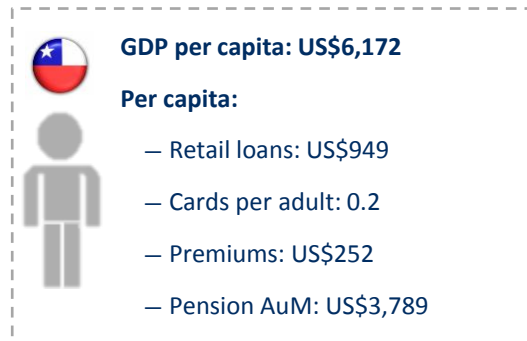 GDP per capita: US$6,172
Per capita:
— Retail loans: US$949
— Cards per adult: 0.2
— Premiums: US$252
— Pension AuM: US$3,789